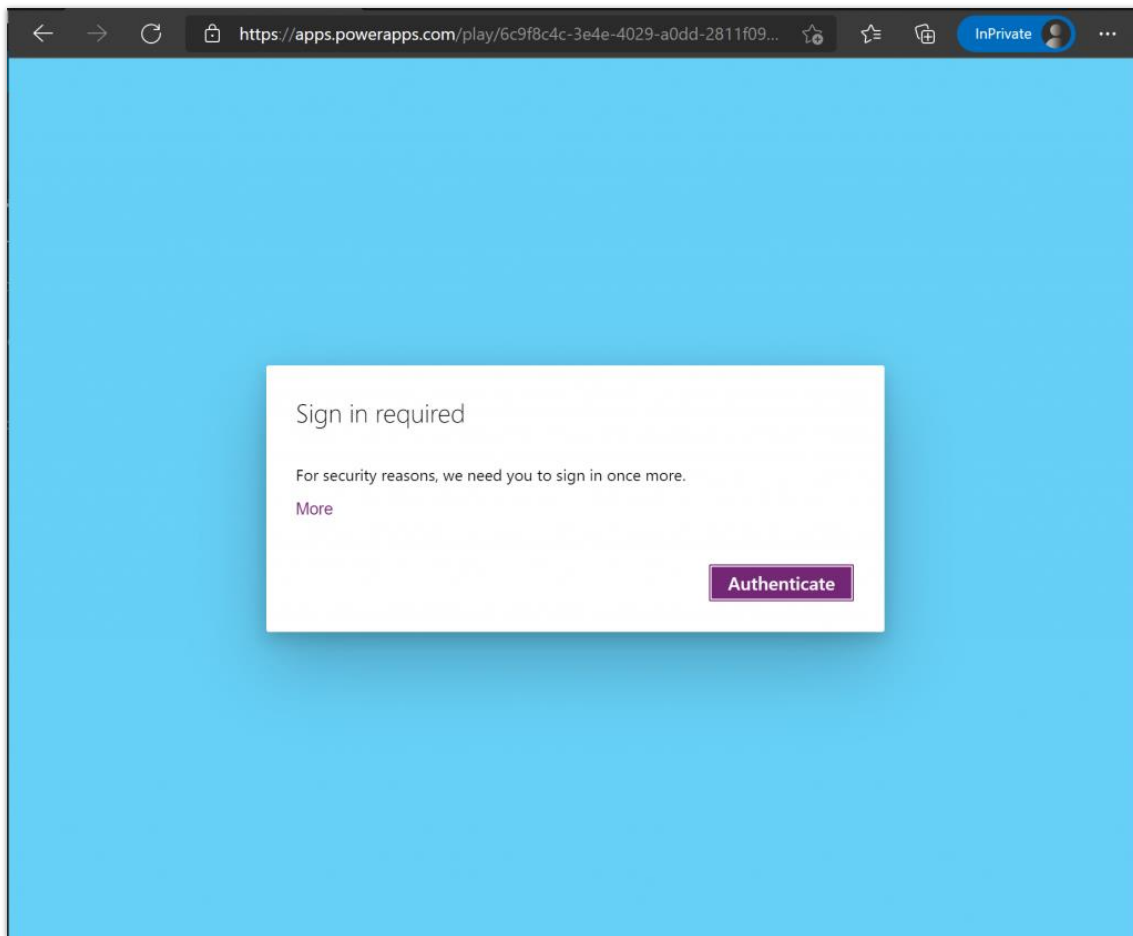 https://apps.powerapps.com/play/6c9f8c4c-3e4e-4029-a0dd-2811f09... InPrivate
Sign in required
For security reasons, we need you to sign in once more.
More
Authenticate